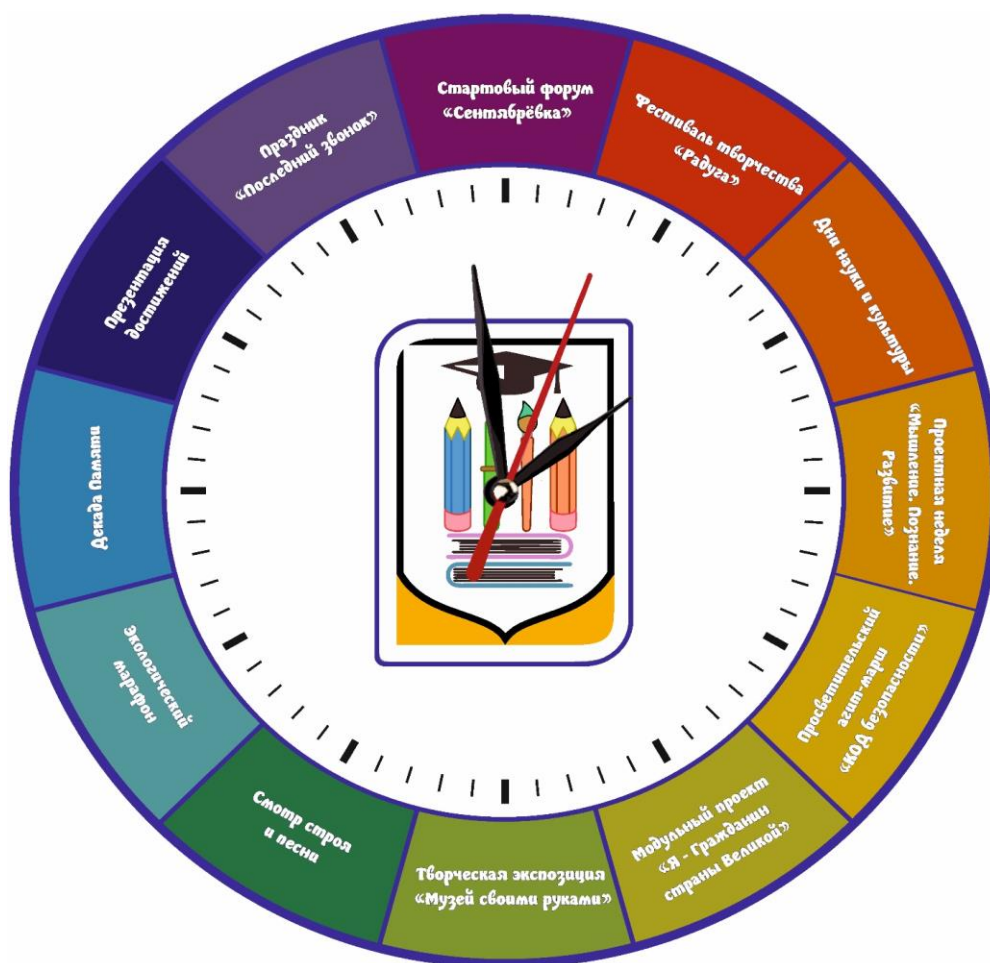 Стартовый форум
«Сентябрёвка»
Фестиваль творчества
«Радуга»
Дни науки и культуры
Проектная неделя
«Мышление. Познание.
Развитие»
Просветительский
агит-марш
«КОД безопасности»
Модульный проект
«Я - Гражданин
страны Великой»
Творческая экспозиция
«Музей своими руками»
Смотр строя
и песни
Экологический
марафон
Декада Памяти
Презентация
достижений
Праздник
«Последний звонок»